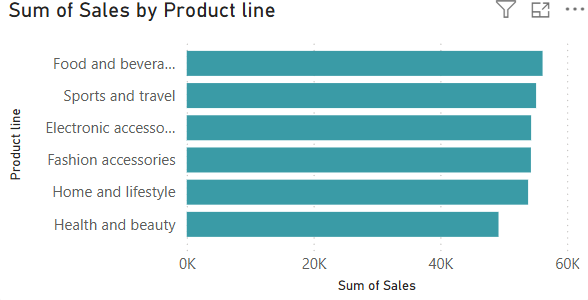 Sum of Sales by Product line
Product line
Food and bevera...
Sports and travel
Electronic accesso...
Fashion accessories
Home and lifestyle
Health and beauty
0K 20K 40K 60K
Sum of Sales